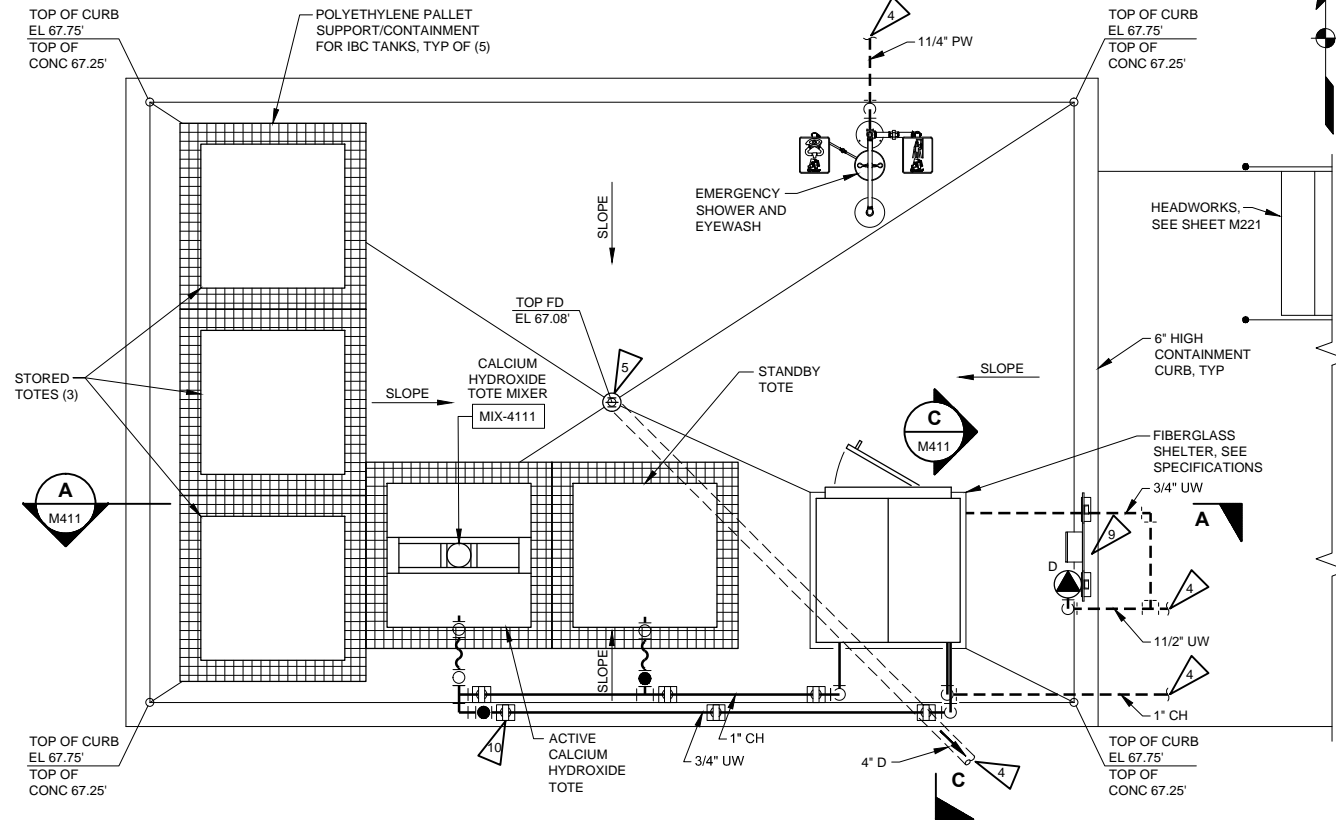 TOP OF CURB
EL 67.75'
TOP OF
CONC 67.25'
POLYETHYLENE PALLET
SUPPORT/CONTAINMENT
FOR IBC TANKS, TYP OF (5)
4
11/4" PW
TOP OF CURB
EL 67.75'
TOP OF
CONC 67.25'
EMERGENCY
SHOWER AND
EYEWASH
SLOPE
HEADWORKS,
SEE SHEET M221
TOP FD
EL 67.08'
5
CALCIUM
HYDROXIDE
TOTE MIXER
MIX-4111
STANDBY
TOTE
6" HIGH
CONTAINMENT
CURB, TYP
STORED
TOTES (3)
SLOPE
SLOPE
C
M411
FIBERGLASS
SHELTER, SEE
SPECIFICATIONS
3/4" UW
A
M411
A
9
D
4
11/2" UW
SLOPE
4
1" CH
10
ACTIVE
CALCIUM
HYDROXIDE
TOTE
1" CH
3/4" UW
4" D
4
C
TOP OF CURB
EL 67.75'
TOP OF
CONC 67.25'
TOP OF CURB
EL 67.75'
TOP OF
CONC 67.25'